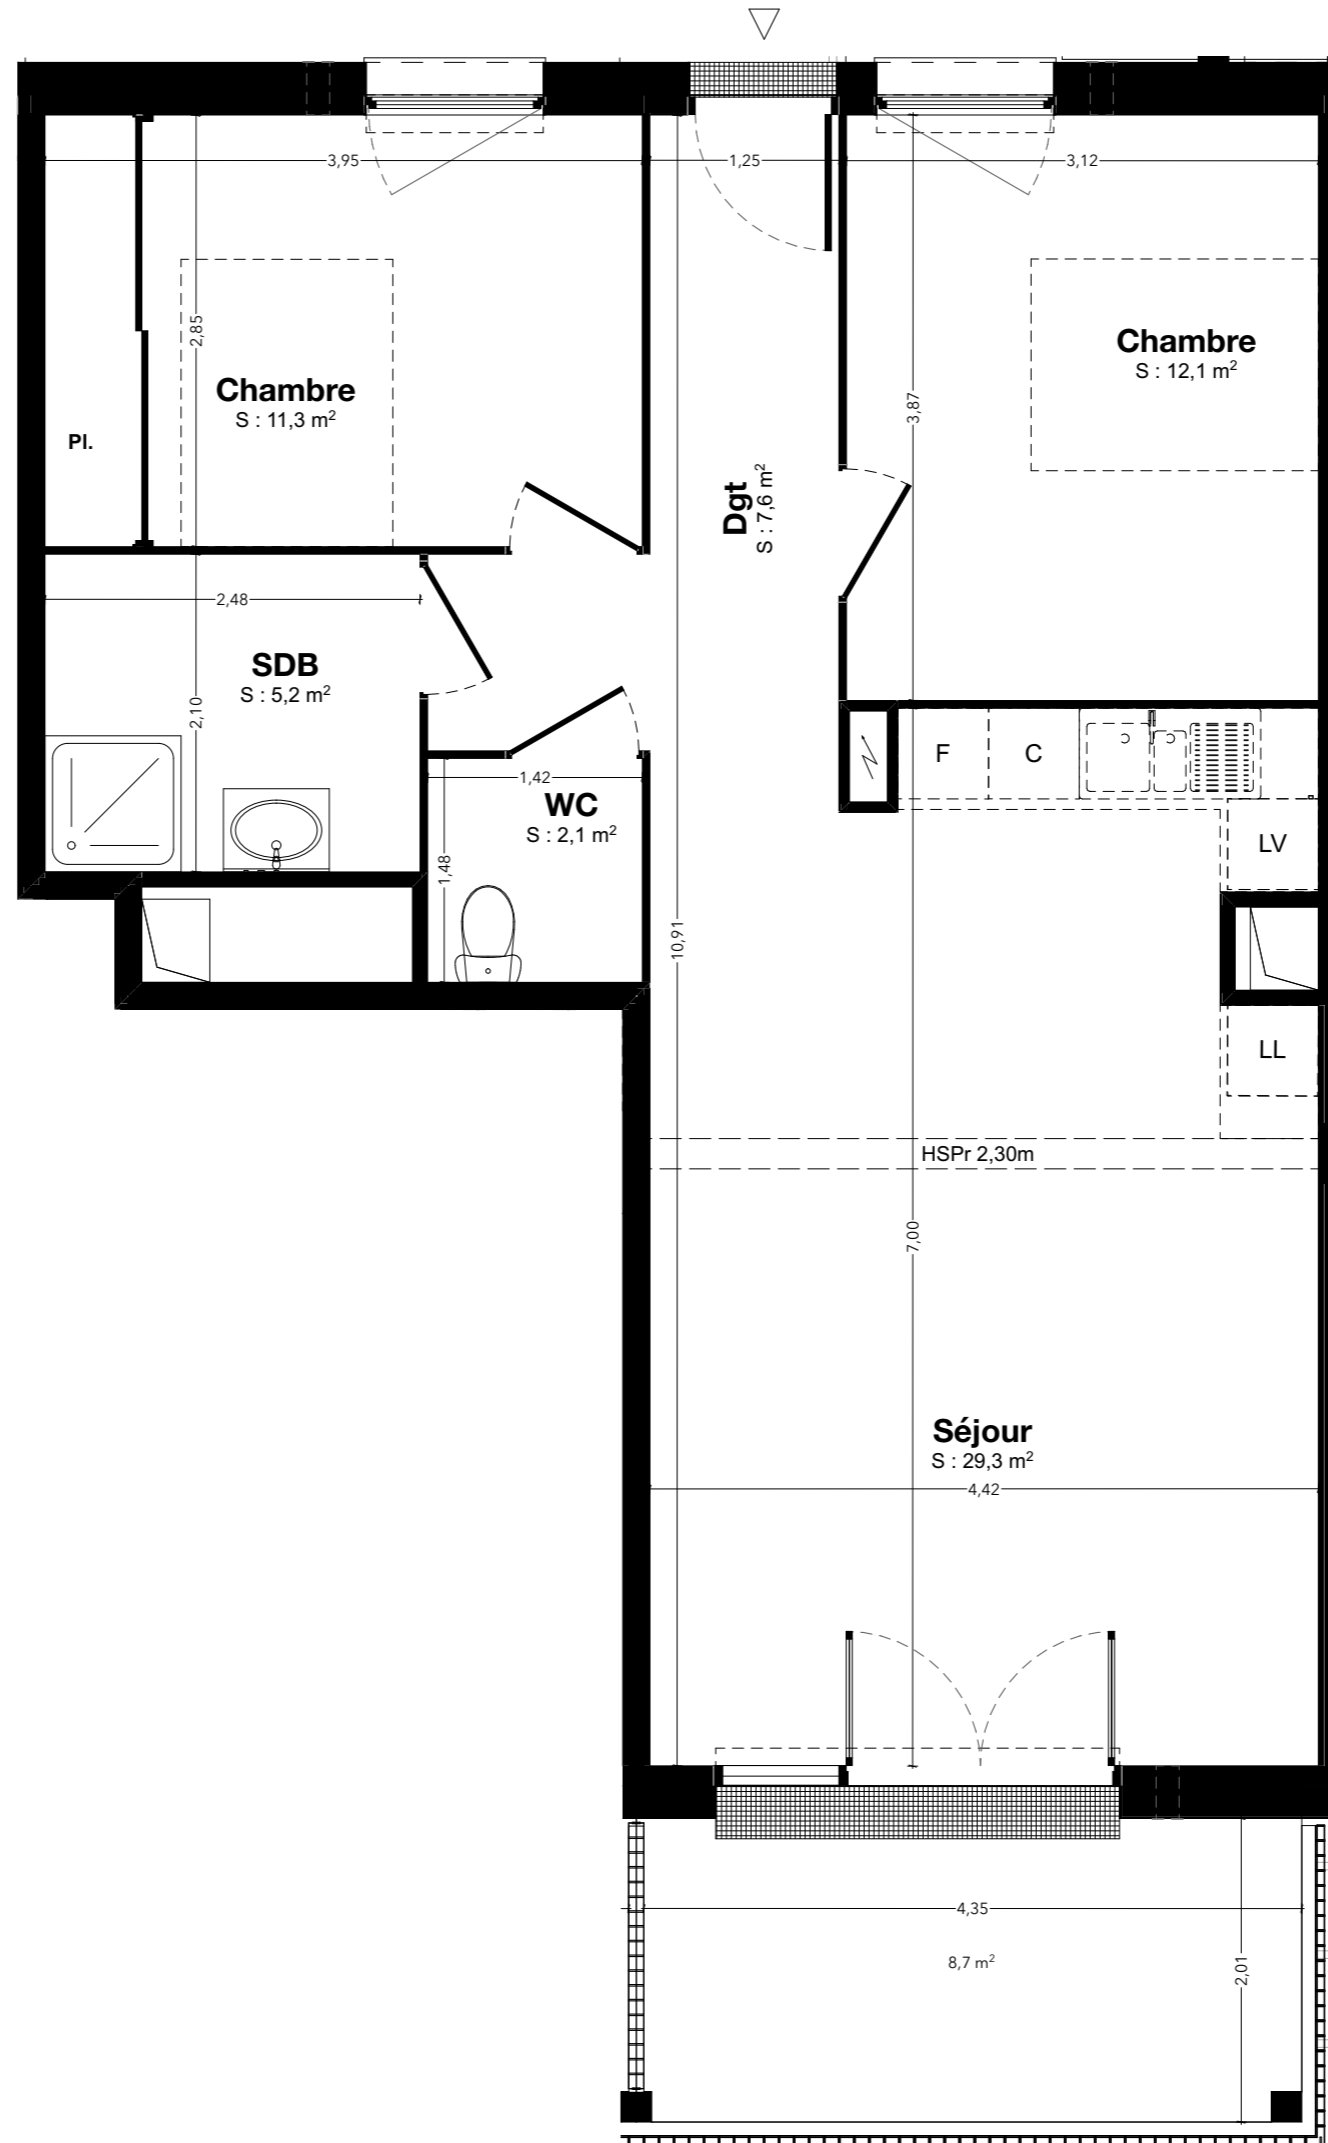 3,95
1,25
3,12
2,85
Chambre
S : 11,3 m²
Pl.
Chambre
S : 12,1 m²
3,87
Dgt
S : 7,6 m²
2,48
SDB
S : 5,2 m²
2,10
F
C
1,42
WC
S : 2,1 m²
1,48
LV
10,91
LL
HSPr 2,30m
7,00
Séjour
S : 29,3 m²
4,42
4,35
8,7 m²
2,01